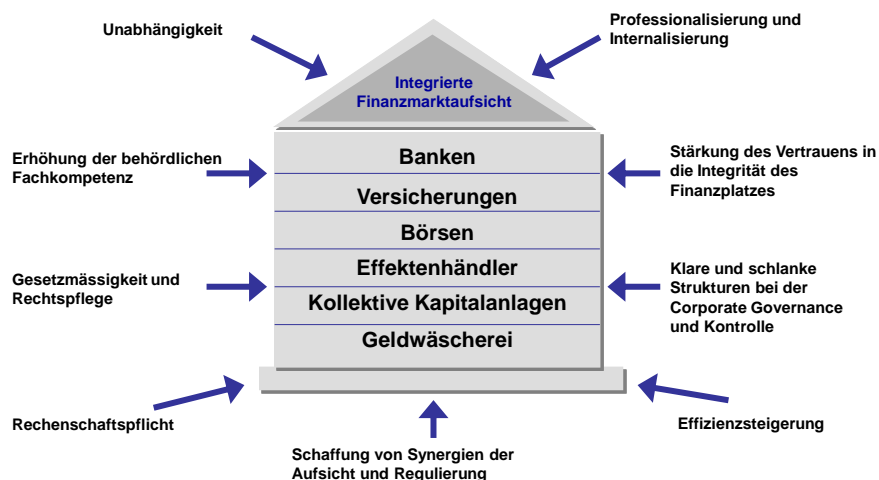 Unabhängigkeit
Professionalisierung und
Internalisierung
Integrierte
Finanzmarktaufsicht
Erhöhung der behördlichen
Fachkompetenz
Banken
Versicherungen
Börsen
Effektenhändler
Kollektive Kapitalanlagen
Geldwäscherei
Stärkung des Vertrauens in
die Integrität des
Finanzplatzes
Gesetzmässigkeit und
Rechtspflege
Klare und schlanke
Strukturen bei der
Corporate Governance
und Kontrolle
Rechenschaftspflicht
Schaffung von Synergien der
Aufsicht und Regulierung
Effizienzsteigerung